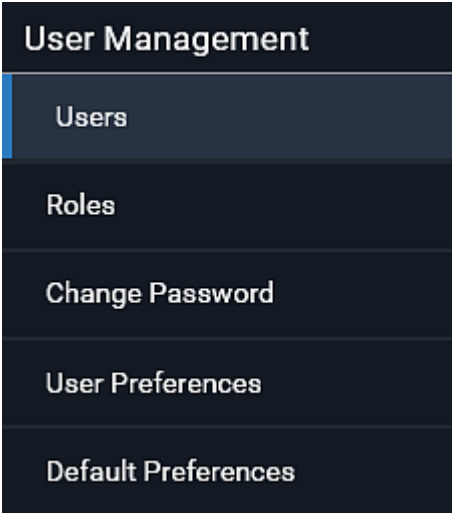 User Management
Users
Roles
Change Password
User Preferences
Default Preferences